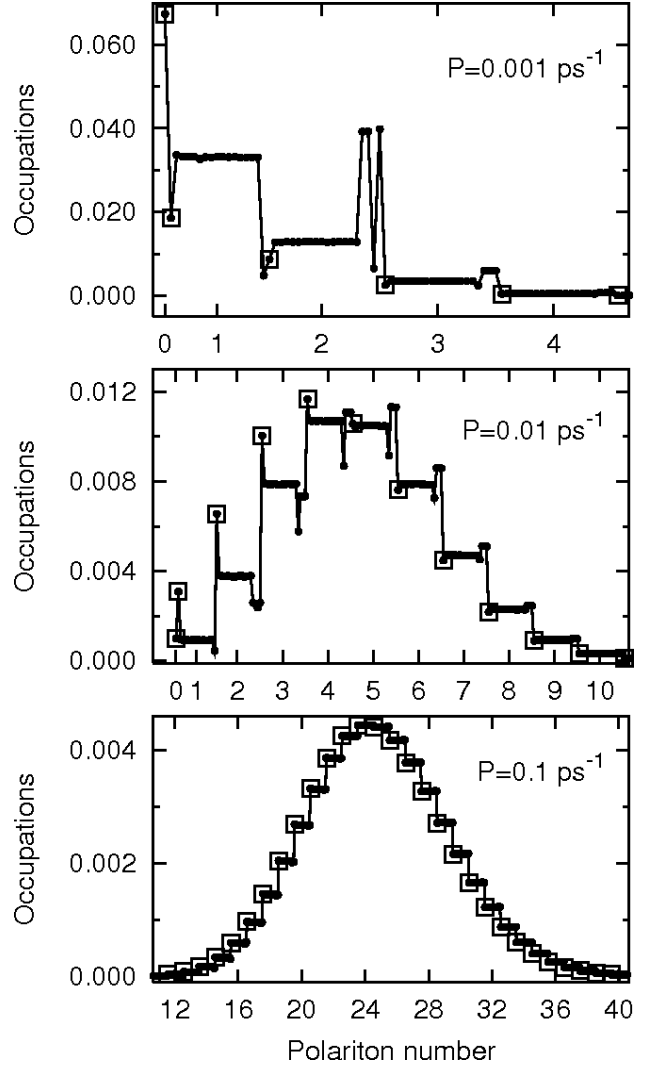 Occupations
0.060
0.040
0.020
0.000
P=0.001 ps⁻¹
0 1 2 3 4
Occupations
0.012
0.008
0.004
0.000
P=0.01 ps⁻¹
0 1 2 3 4 5 6 7 8 9 10
Occupations
0.004
0.002
0.000
P=0.1 ps⁻¹
12 16 20 24 28 32 36 40
Polariton number